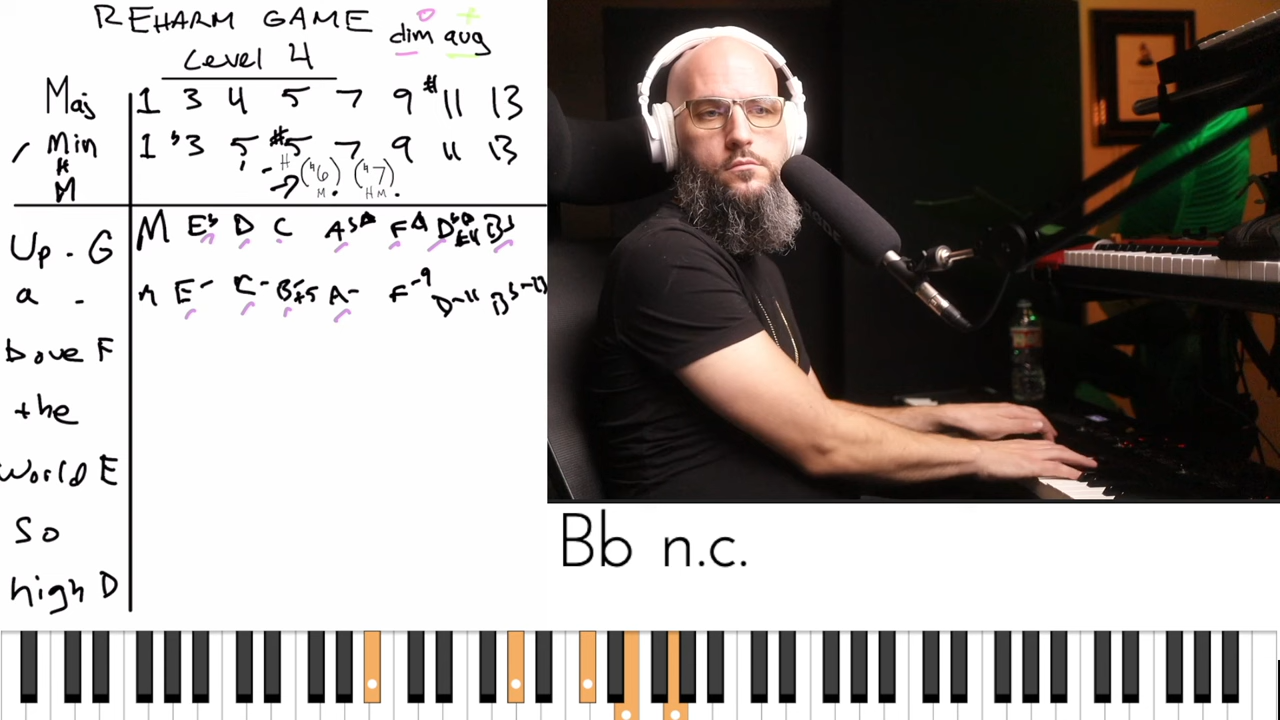 REHARM GAME
dim aug
Level 4
Maj 1 3 4 5 7 9 #11 13
Min 1 b3 5 #5 7 9 11 13
H
M
Up - G M Eb D C Ab F Bb
a - E- C- A- F-9 D-11
bove F
the
World E
So
high D
Bb n.c.